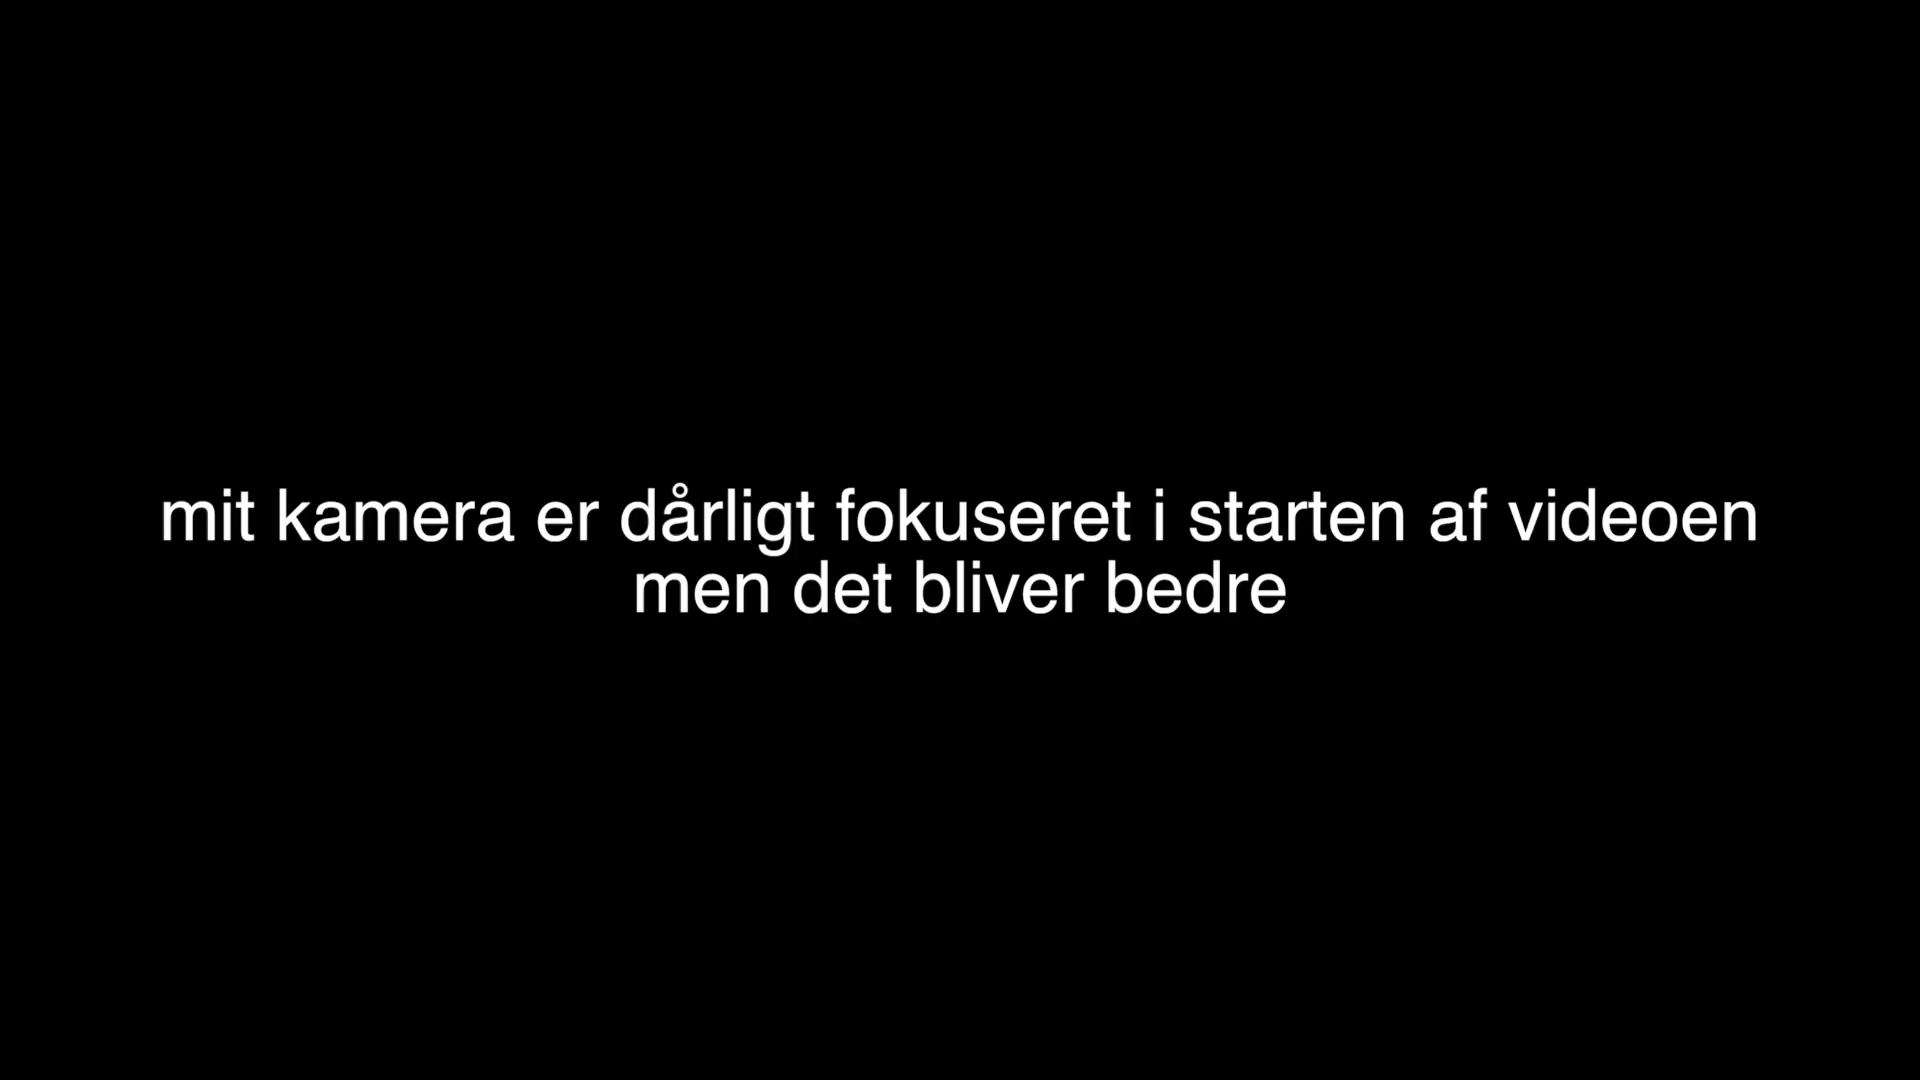 mit kamera er dårligt fokuseret i starten af videoen
men det bliver bedre